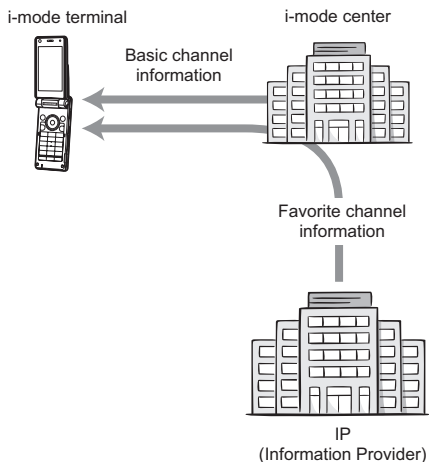 i-mode terminal
i-mode center
Basic channel
information
Favorite channel
information
IP
(Information Provider)